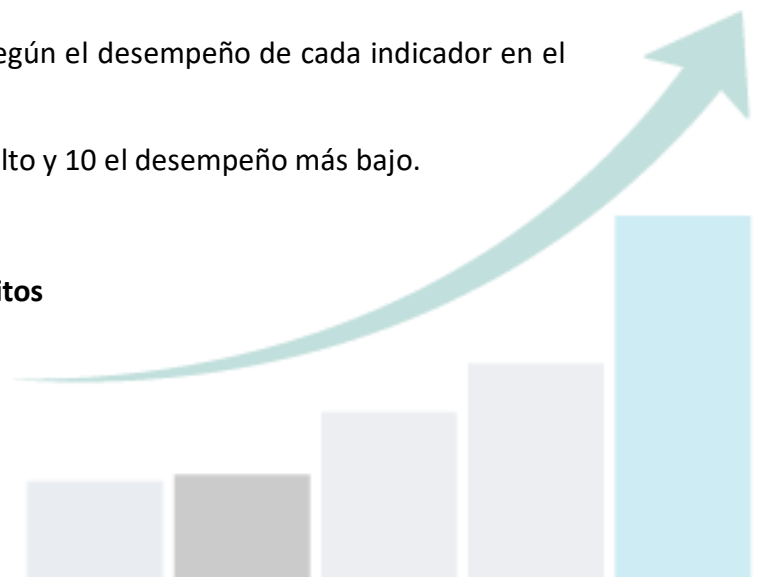 egún el desempeño de cada indicador en el
lto y 10 el desempeño más bajo.
itos